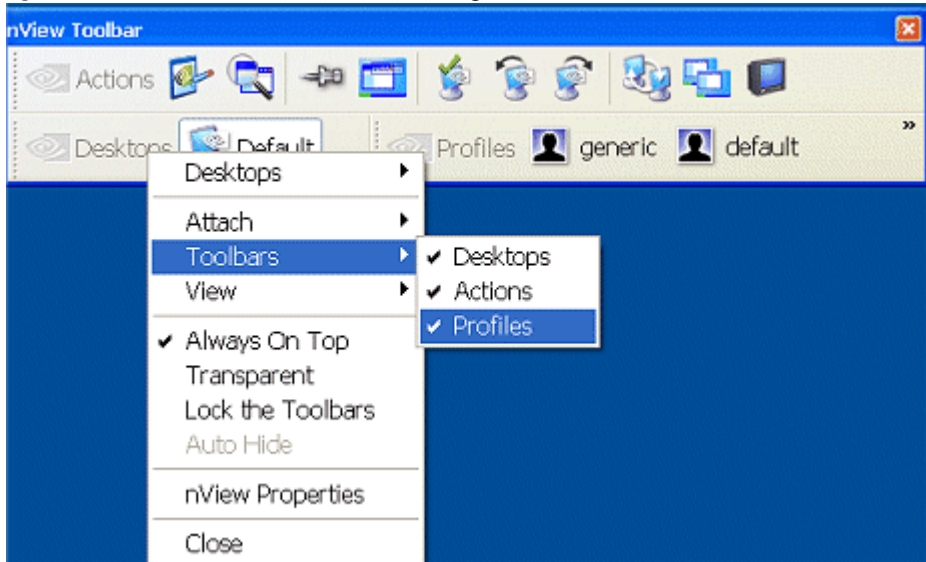 nView Toolbar
Actions
Desktops Default Profiles generic default
Desktops
Attach
Toolbars
View
Always On Top
Transparent
Lock the Toolbars
Auto Hide
nView Properties
Close
Desktops
Actions
Profiles